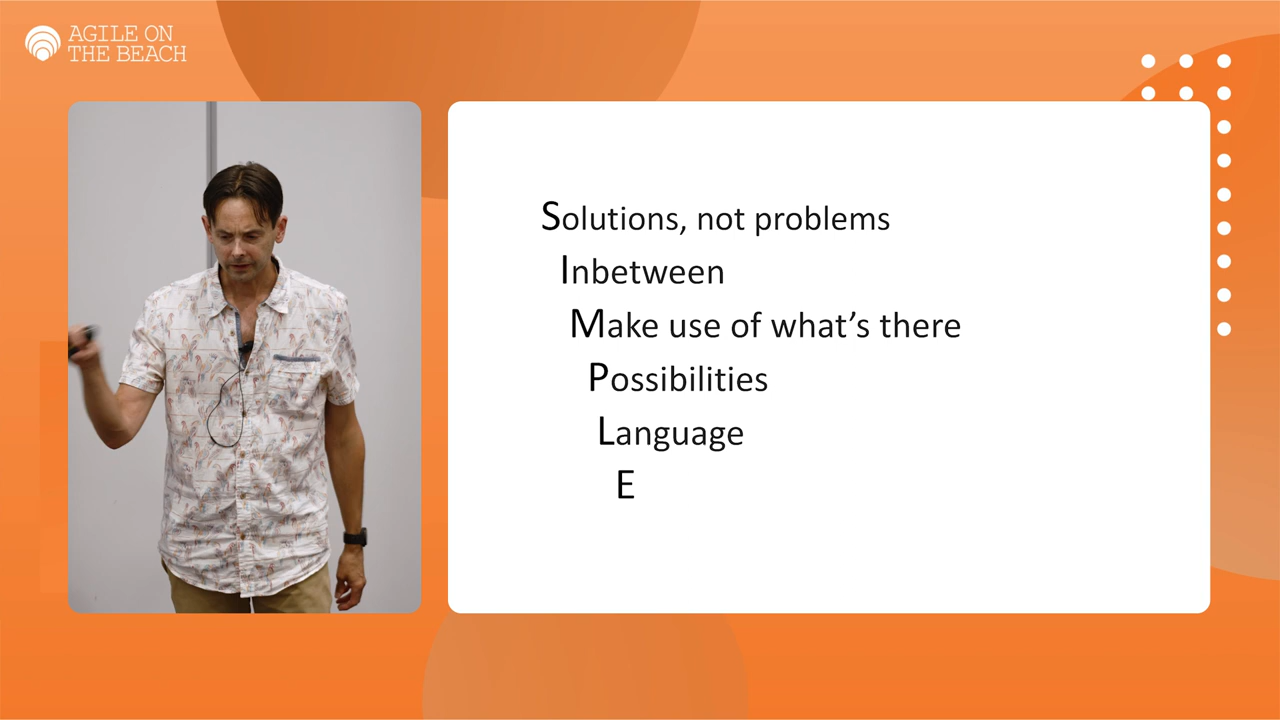 AGILE ON
THE BEACH
Solutions, not problems
Inbetween
Make use of what’s there
Possibilities
Language
E